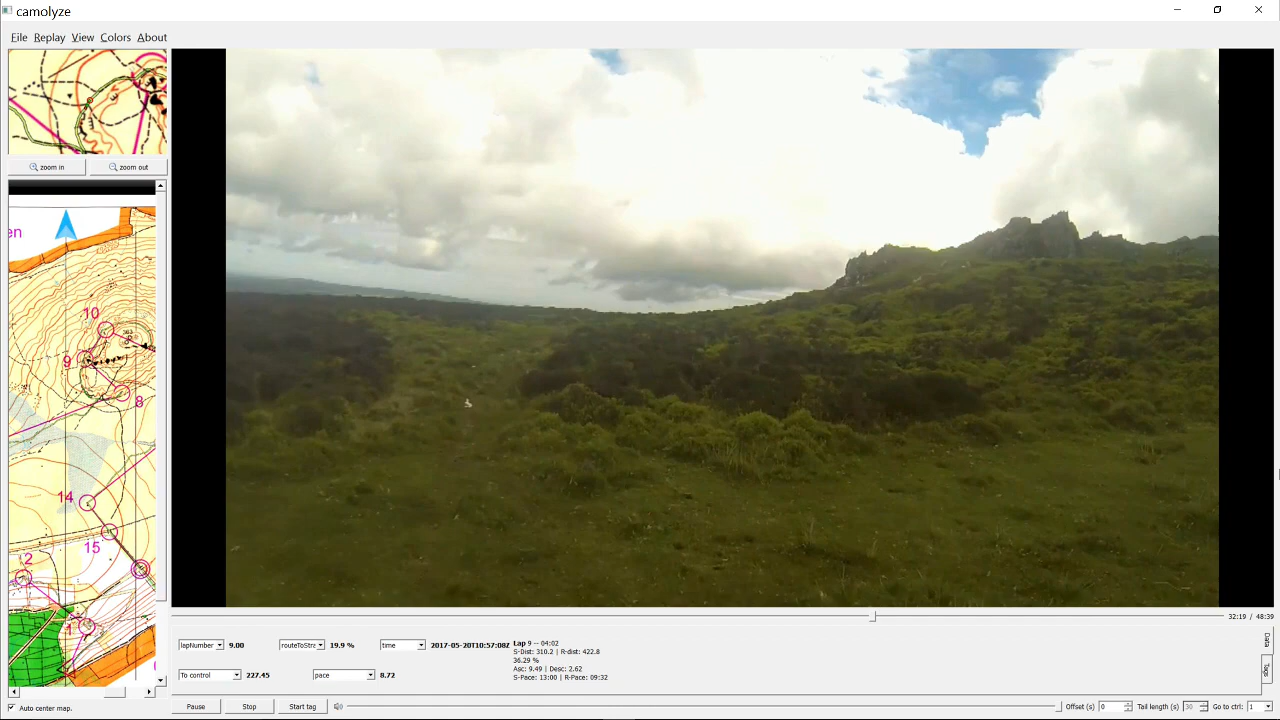 camolyze
File Replay View Colors About
zoom in zoom out
en
10
9
8
14
15
2
1
32:19 / 48:39
lapNumber 9.00 routeToStra 19.9 % time 2017-05-20T10:57:08Z
To control 227.45 pace 8.72
Lap 9 -- 04:02
S-Dist: 310.2 | R-dist: 422.8
36.29 %
Asc: 9.49 | Desc: 2.62
S-Pace: 13:00 | R-Pace: 09:32
Data
Tags
Pause Stop Start tag Offset (s) 0 Tail length (s) 30 Go to ctrl: 1
Auto center map.